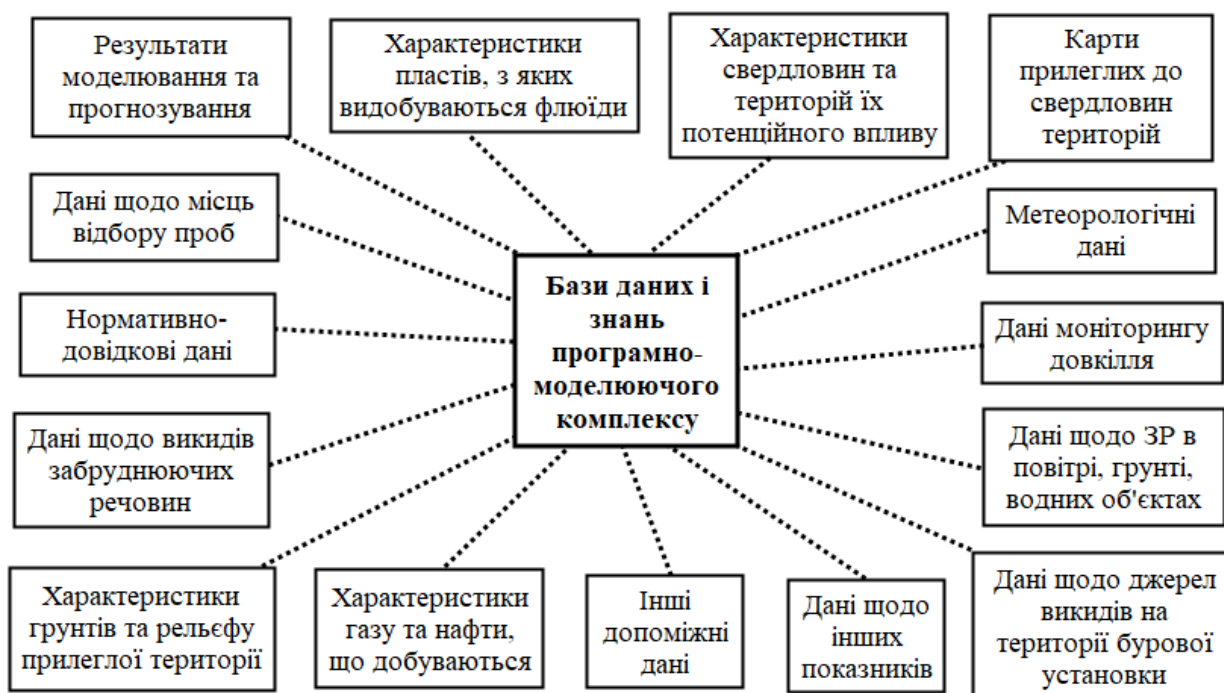 Результати
моделювання та
прогнозування
Характеристики
пластів, з яких
видобуваються флюїди
Характеристики
свердловин та
територій їх
потенційного впливу
Карти
прилеглих до
свердловин
територій
Дані щодо місць
відбору проб
Метеорологічні
дані
Бази даних і
знань
програмно-
моделюючого
комплексу
Нормативно-
довідкові дані
Дані моніторингу
довкілля
Дані щодо викидів
забруднюючих
речовин
Дані щодо ЗР в
повітрі, грунті,
водних об'єктах
Характеристики
грунтів та рельєфу
прилеглої території
Характеристики
газу та нафти,
що добуваються
Інші
допоміжні
дані
Дані щодо
інших
показників
Дані щодо джерел
викидів на
території бурової
установки